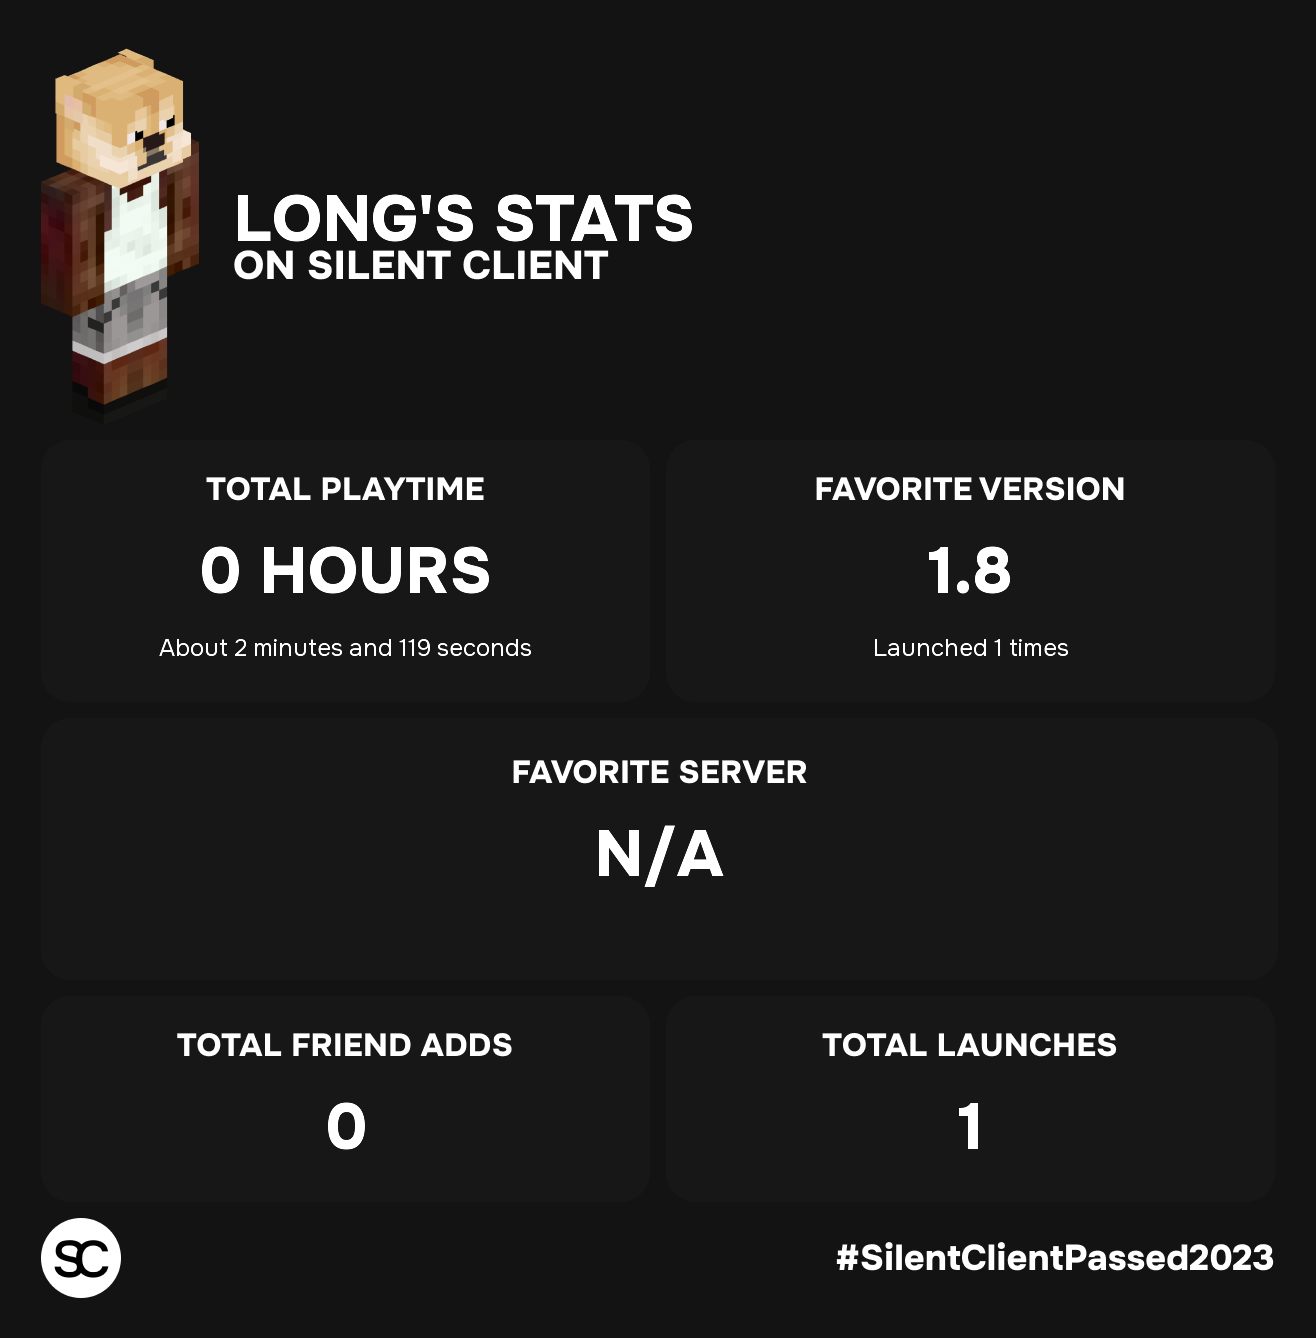 LONG'S STATS
ON SILENT CLIENT
TOTAL PLAYTIME
0 HOURS
About 2 minutes and 119 seconds
FAVORITE VERSION
1.8
Launched 1 times
FAVORITE SERVER
N/A
TOTAL FRIEND ADDS
0
TOTAL LAUNCHES
1
SC
#SilentClientPassed2023